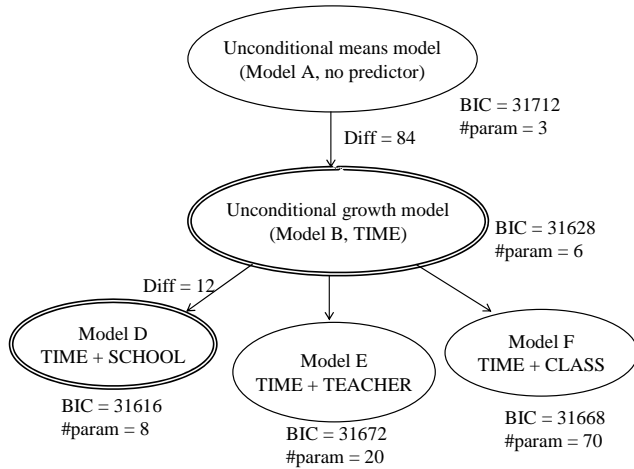 Unconditional means model
(Model A, no predictor)
BIC = 31712
#param = 3
Diff = 84
Unconditional growth model
(Model B, TIME)
BIC = 31628
#param = 6
Diff = 12
Model D
TIME + SCHOOL
BIC = 31616
#param = 8
Model E
TIME + TEACHER
BIC = 31672
#param = 20
Model F
TIME + CLASS
BIC = 31668
#param = 70